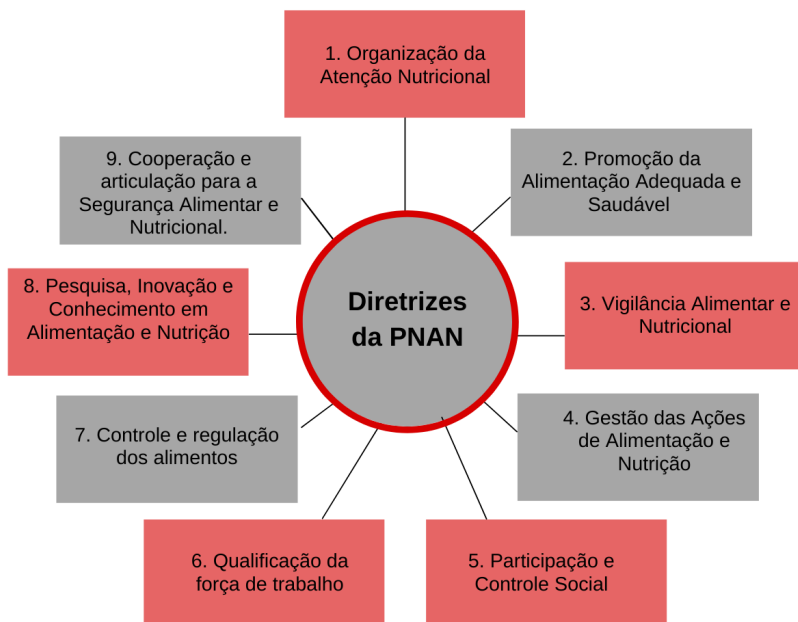 1. Organização da
Atenção Nutricional
9. Cooperação e
articulação para a
Segurança Alimentar e
Nutricional.
2. Promoção da
Alimentação Adequada e
Saudável
8. Pesquisa, Inovação e
Conhecimento em
Alimentação e Nutrição
Diretrizes
da PNAN
3. Vigilância Alimentar e
Nutricional
7. Controle e regulação
dos alimentos
4. Gestão das Ações
de Alimentação e
Nutrição
6. Qualificação da
força de trabalho
5. Participação e
Controle Social